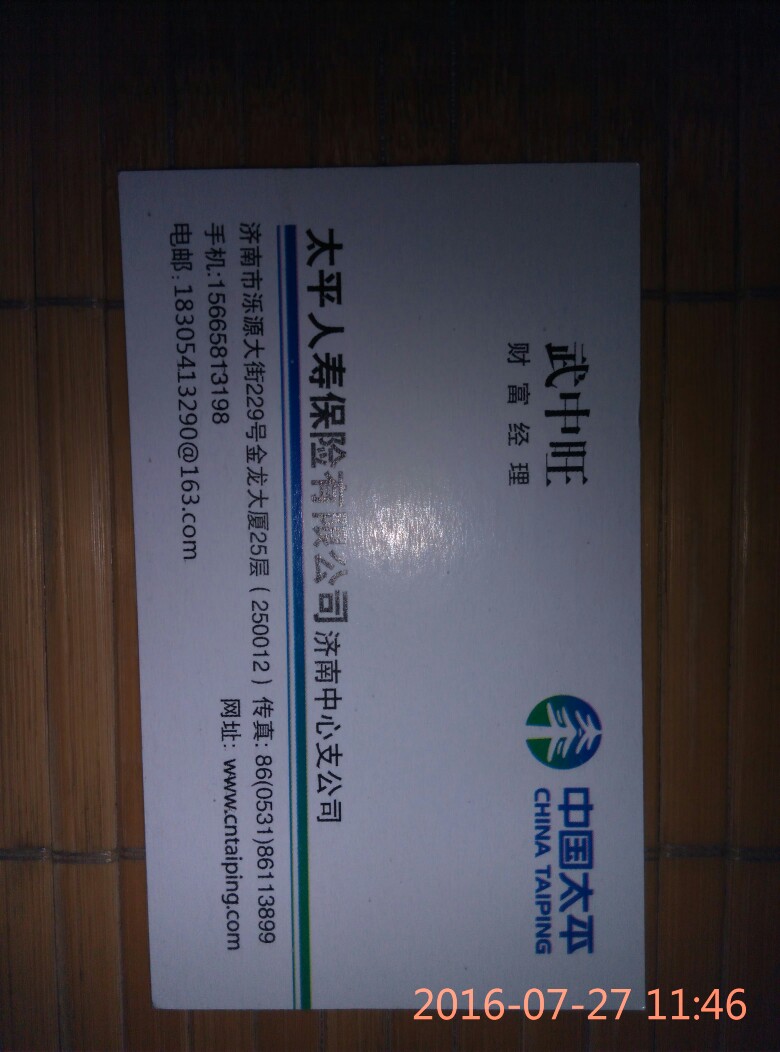 中国太平
CHINA TAIPING
武中旺
财富经理
太平人寿保险有限公司 济南中心支公司
济南市泺源大街229号金龙大厦25层(250012) 传真: 86(0531)86113899
手机:15665813198 网址: www.cntaiping.com
电邮: 18305413290@163.com
2016-07-27 11:46